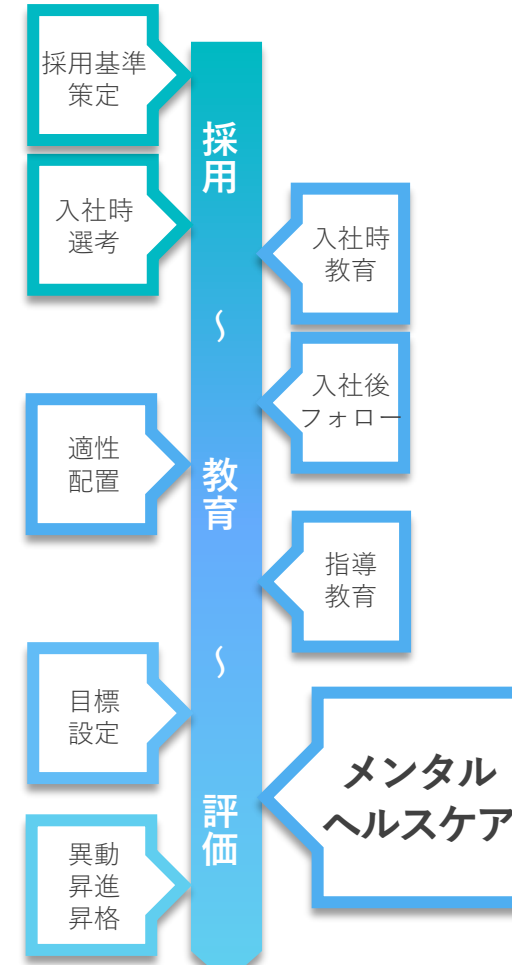 採用基準
策定
入社時
選考
適性
配置
目標
設定
異動
昇進
昇格
採用
～
教育
～
評価
入社時
教育
入社後
フォロー
指導
教育
メンタル
ヘルスケア